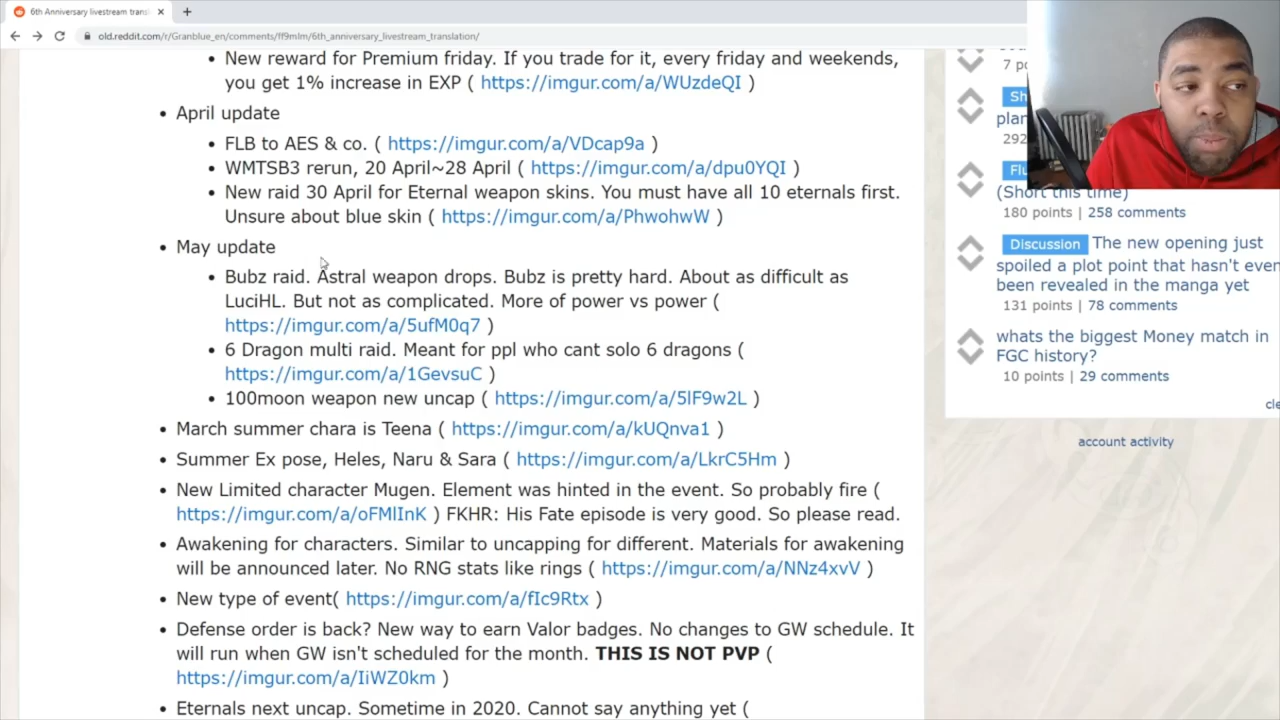 6th Anniversary livestream trans
old.reddit.com/r/Granblue_en/comments/ff9mlm/6th_anniversary_livestream_translation/
New reward for Premium friday. If you trade for it, every friday and weekends,
you get 1% increase in EXP ( https://imgur.com/a/WUzdeQI )
April update
FLB to AES & co. ( https://imgur.com/a/VDcap9a )
WMTSB3 rerun, 20 April~28 April ( https://imgur.com/a/dpu0YQI )
New raid 30 April for Eternal weapon skins. You must have all 10 eternals first.
Unsure about blue skin ( https://imgur.com/a/PhwohwW )
May update
Bubz raid. Astral weapon drops. Bubz is pretty hard. About as difficult as
LuciHL. But not as complicated. More of power vs power (
https://imgur.com/a/5ufM0q7 )
6 Dragon multi raid. Meant for ppl who cant solo 6 dragons (
https://imgur.com/a/1GevsuC )
100moon weapon new uncap ( https://imgur.com/a/5lF9w2L )
March summer chara is Teena ( https://imgur.com/a/kUQnva1 )
Summer Ex pose, Heles, Naru & Sara ( https://imgur.com/a/LkrC5Hm )
New Limited character Mugen. Element was hinted in the event. So probably fire (
https://imgur.com/a/oFMlInK ) FKHR: His Fate episode is very good. So please read.
Awakening for characters. Similar to uncapping for different. Materials for awakening
will be announced later. No RNG stats like rings ( https://imgur.com/a/NNz4xvV )
New type of event( https://imgur.com/a/fIc9Rtx )
Defense order is back? New way to earn Valor badges. No changes to GW schedule. It
will run when GW isn't scheduled for the month. THIS IS NOT PVP (
https://imgur.com/a/IiWZ0km )
Eternals next uncap. Sometime in 2020. Cannot say anything yet (
7 po
Sh
plan
292
Flu
(Short this time)
180 points | 258 comments
Discussion The new opening just
spoiled a plot point that hasn't even
been revealed in the manga yet
131 points | 78 comments
whats the biggest Money match in
FGC history?
10 points | 29 comments
cle
account activity